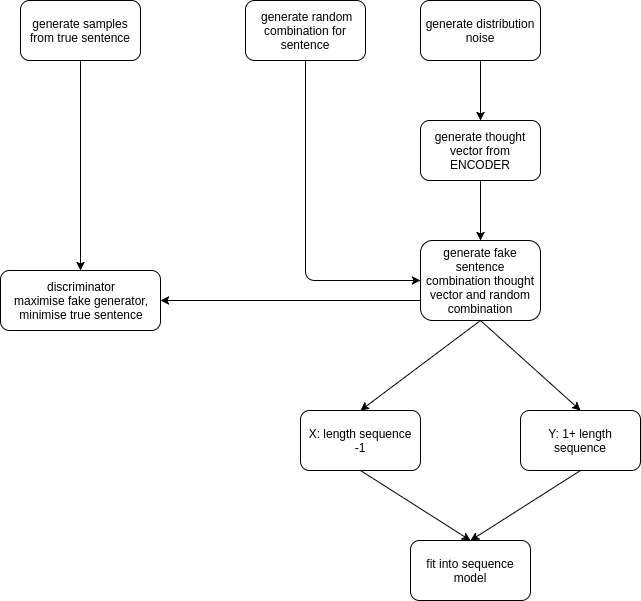 generate samples
from true sentence
generate random
combination for
sentence
generate distribution
noise
generate thought
vector from
ENCODER
generate fake
sentence
combination thought
vector and random
combination
discriminator
maximise fake generator,
minimise true sentence
X: length sequence
-1
Y: 1+ length
sequence
fit into sequence
model